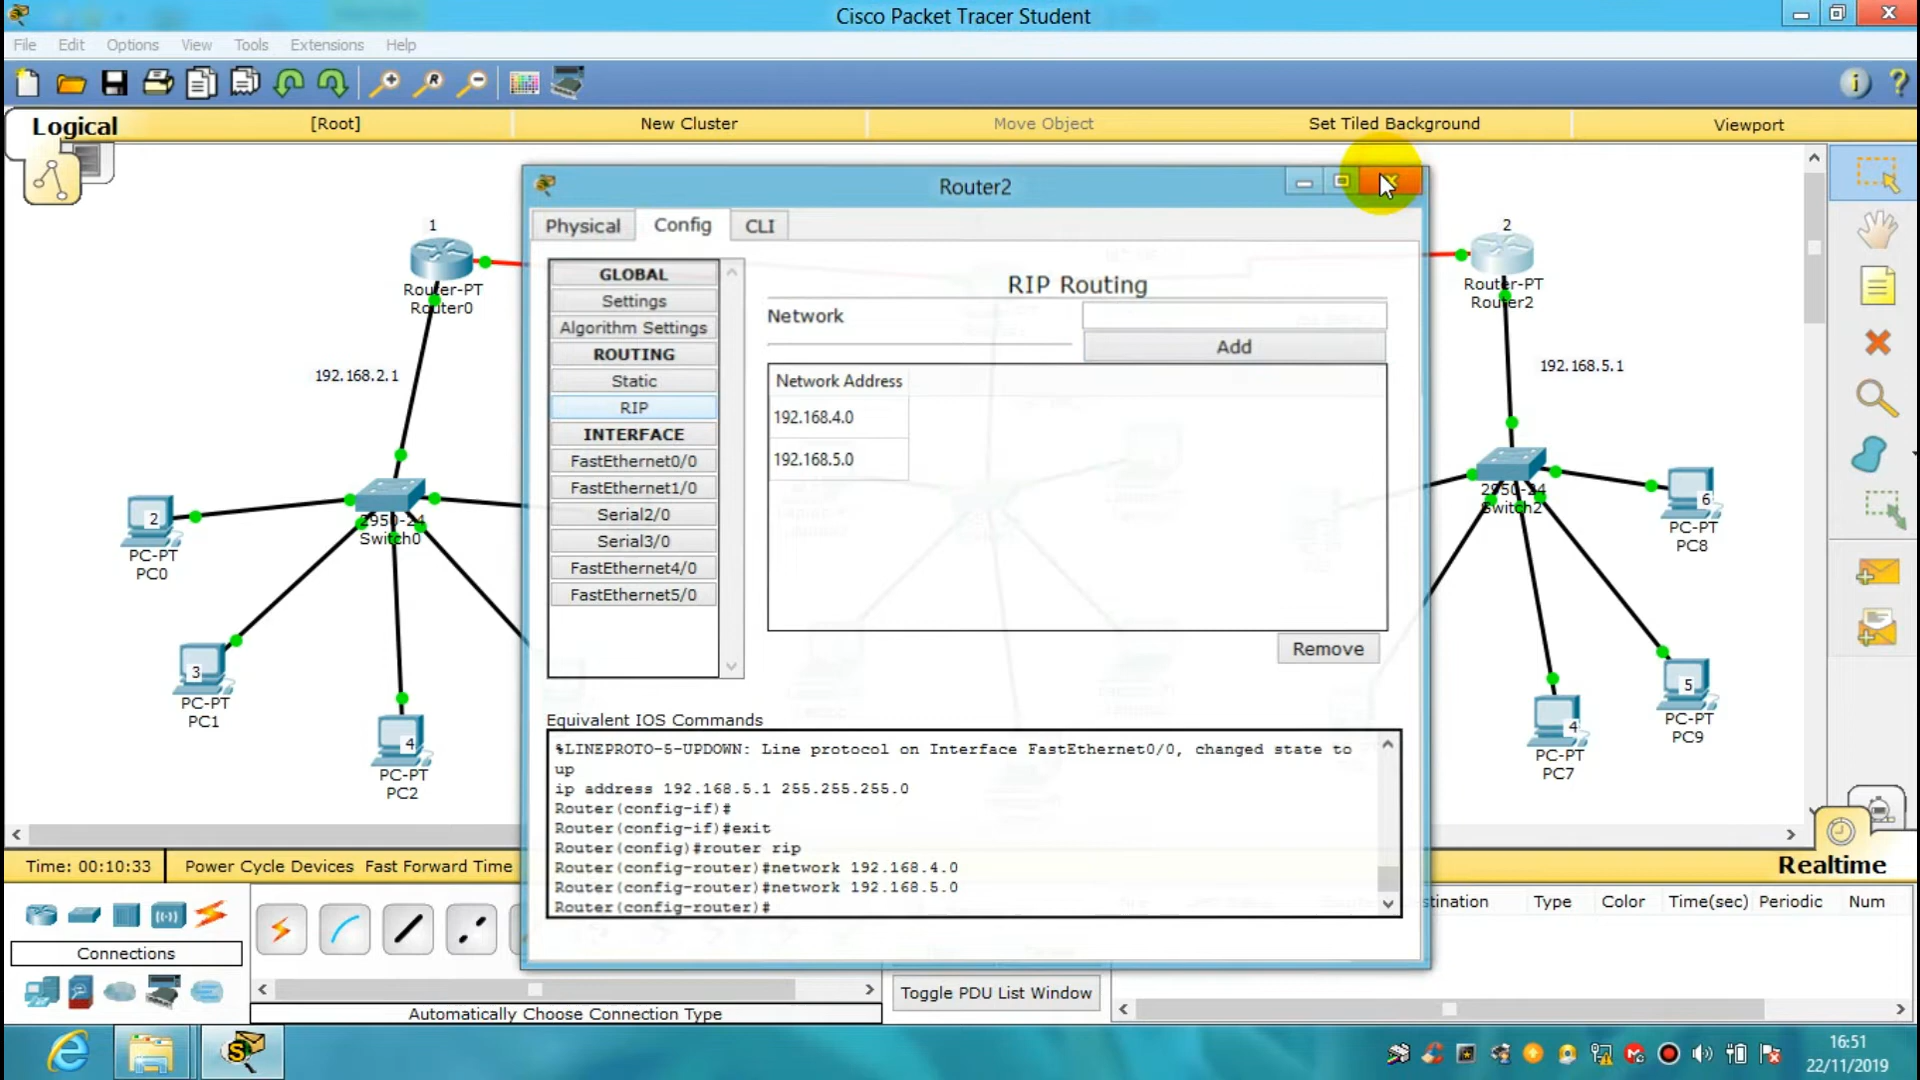 Cisco Packet Tracer Student
File Edit Options View Tools Extensions Help
Logical [Root] New Cluster Move Object Set Tiled Background Viewport
Router2
Physical Config CLI
GLOBAL
Settings
Algorithm Settings
ROUTING
Static
RIP
INTERFACE
FastEthernet0/0
FastEthernet1/0
Serial2/0
Serial3/0
FastEthernet4/0
FastEthernet5/0
RIP Routing
Network
Add
Network Address
192.168.4.0
192.168.5.0
Remove
Equivalent IOS Commands
%LINEPROTO-5-UPDOWN: Line protocol on Interface FastEthernet0/0, changed state to
up
ip address 192.168.5.1 255.255.255.0
Router(config-if)#
Router(config-if)#exit
Router(config)#router rip
Router(config-router)#network 192.168.4.0
Router(config-router)#network 192.168.5.0
Router(config-router)#
1
Router-PT
Router0
192.168.2.1
2950-24
Switch0
2
PC-PT
PC0
3
PC-PT
PC1
4
PC-PT
PC2
2
Router-PT
Router2
192.168.5.1
2950-24
Switch2
6
PC-PT
PC8
5
PC-PT
PC9
4
PC-PT
PC7
Time: 00:10:33 Power Cycle Devices Fast Forward Time
Realtime
Connections
Automatically Choose Connection Type
Toggle PDU List Window
stination Type Color Time(sec) Periodic Num
16:51
22/11/2019